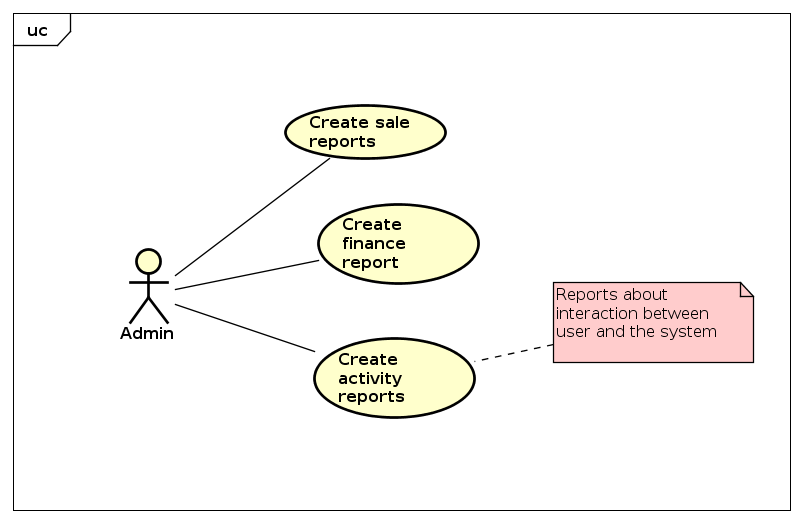 uc
Create sale
reports
Create
finance
report
Admin
Create
activity
reports
Reports about
interaction between
user and the system